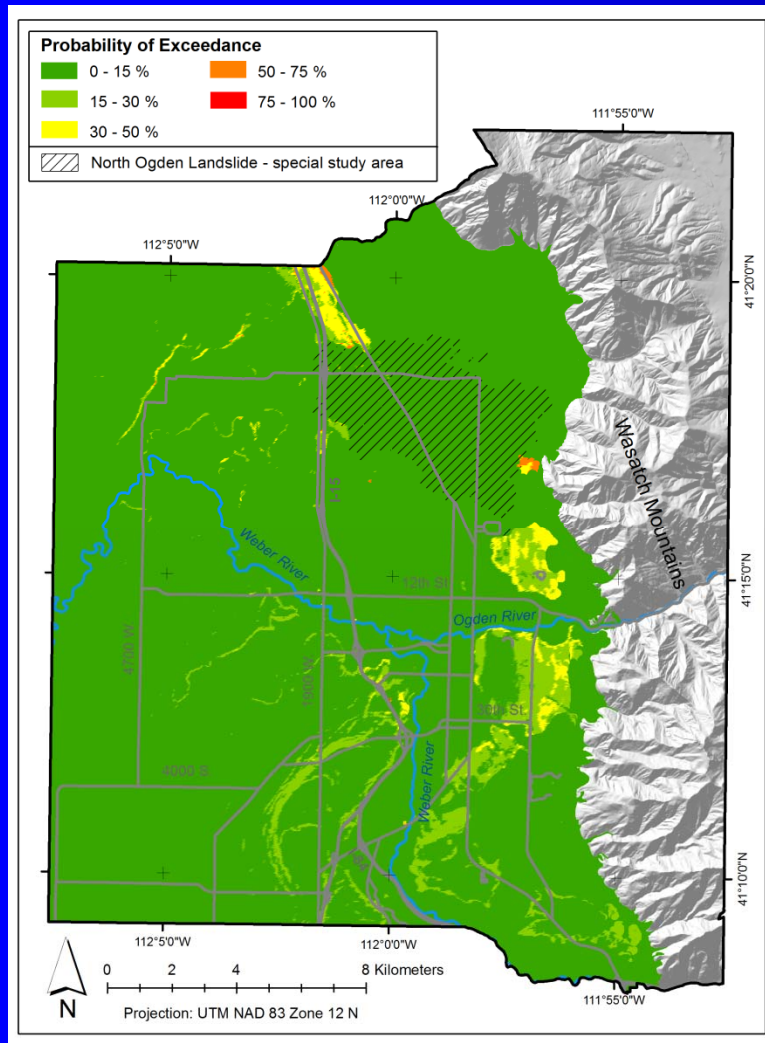 Probability of Exceedance
0 - 15 %
50 - 75 %
15 - 30 %
75 - 100 %
30 - 50 %
North Ogden Landslide - special study area
111°55'0"W
112°0'0"W
112°5'0"W
41°20'0"N
Wasatch Mountains
I-15
Weber River
41°15'0"N
12th St.
Ogden River
4700 W.
1900 W.
30th St.
Weber River
4000 S.
I-84
41°10'0"N
112°5'0"W
112°0'0"W
111°55'0"W
N
0 2 4 8 Kilometers
Projection: UTM NAD 83 Zone 12 N